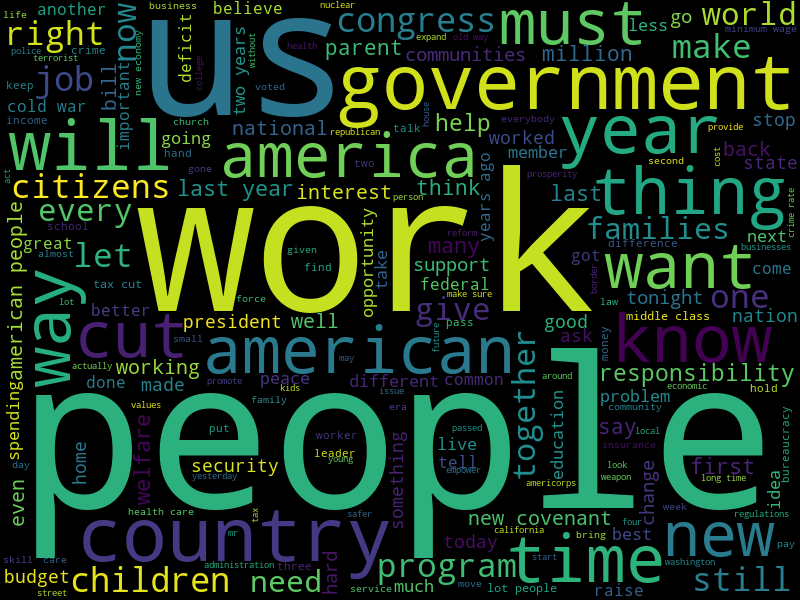 life another
business
nuclear
us
congress
must
less go world
right now
believe
parent
expand old way
minimum wage
police crime
new economy
without
health
deficit
communities million
make
terrorist
job
bill
important
two years
college
voted
government
keep
cold war
income
church
national
republican
talk
house
help
everybody
year
provide
stop
will
going
hand
america
worked
member
second
cost
back
state
act
gone
two
citizens last year interest think
person
years ago
last
thing
prosperity
crime rate
every
school
work
families
next
great
almost
let
given
find
opportunity
take
many
support
difference
businesses
got
want
come
way
lot
tax cut
federal
reform
border
law
tonight one nation
better
force
give
make sure
president well
pass
future
good
middle class
cut
small
american
ask
money
know
even spending
american people
actually
working
may
peace different common
together
economic
responsibility
hold
done made
promote
kids
issue
around
problem
values
family
era
people
passed
education
community
home
welfare
put
worker
leader
something
live
say
local
insurance
bureaucracy
day
security
young
tell
empower
look
first
yesterday
americorps
weapon
long time
idea
health care
tax
safer
new covenant
four
change
week
regulations
country
mr
california
bring
best
new
pay
skill care
administration
three
hard
today
start
time
washington
budget
street
children need
program
service
much
move
lot people
raise
still